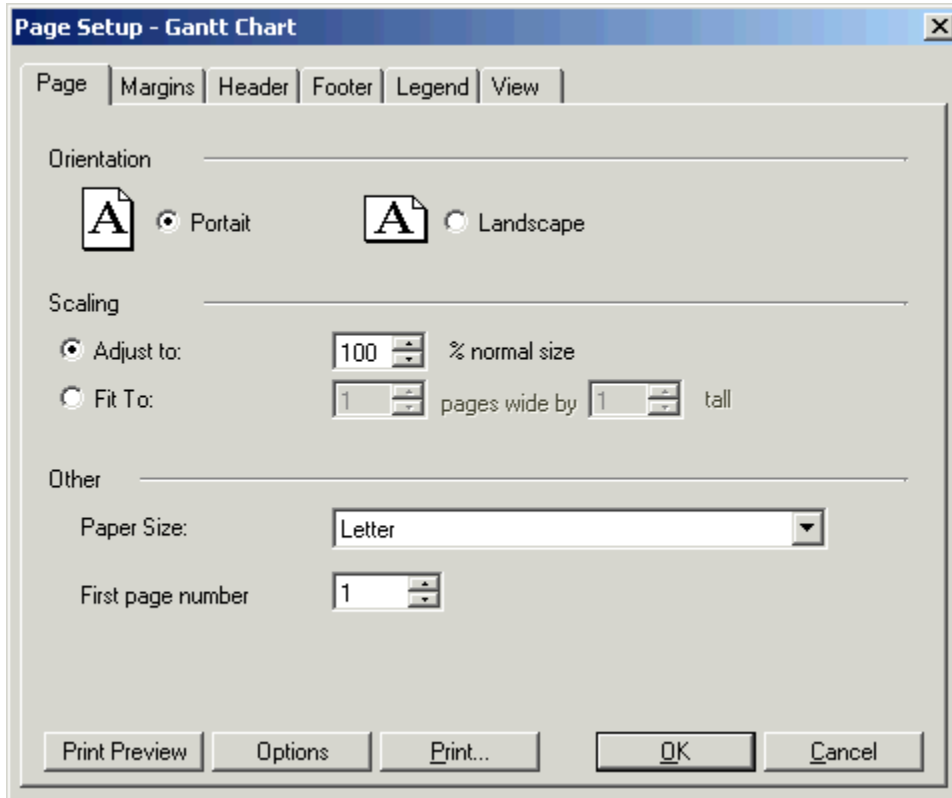 Page Setup - Gantt Chart
Page Margins Header Footer Legend View
Orientation
A Portait A Landscape
Scaling
Adjust to: 100 % normal size
Fit To: 1 pages wide by 1 tall
Other
Paper Size: Letter
First page number 1
Print Preview Options Print... OK Cancel